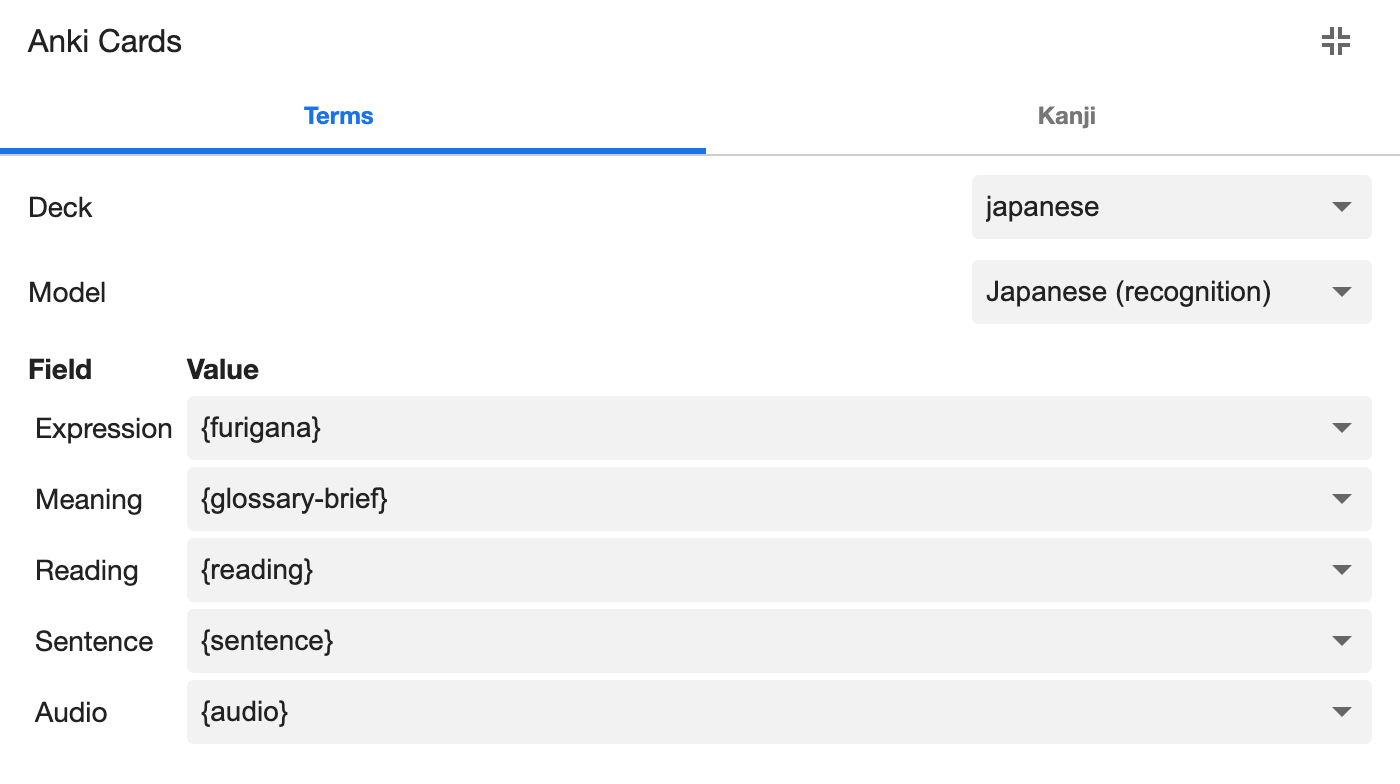 Anki Cards
Terms Kanji
Deck japanese
Model Japanese (recognition)
Field Value
Expression {furigana}
Meaning {glossary-brief}
Reading {reading}
Sentence {sentence}
Audio {audio}